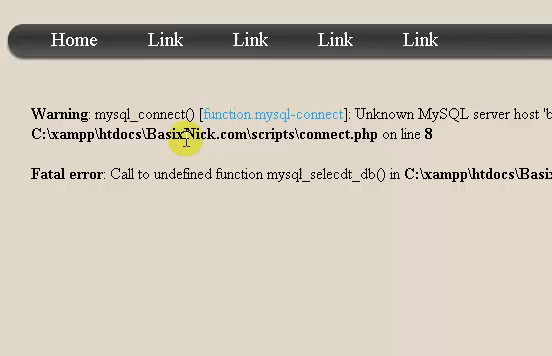 Home Link Link Link Link
Warning: mysql_connect() [function.mysql-connect]: Unknown MySQL server host 'b
C:\xampp\htdocs\BasixNick.com\scripts\connect.php on line 8
Fatal error: Call to undefined function mysql_selecdt_db() in C:\xampp\htdocs\Basix